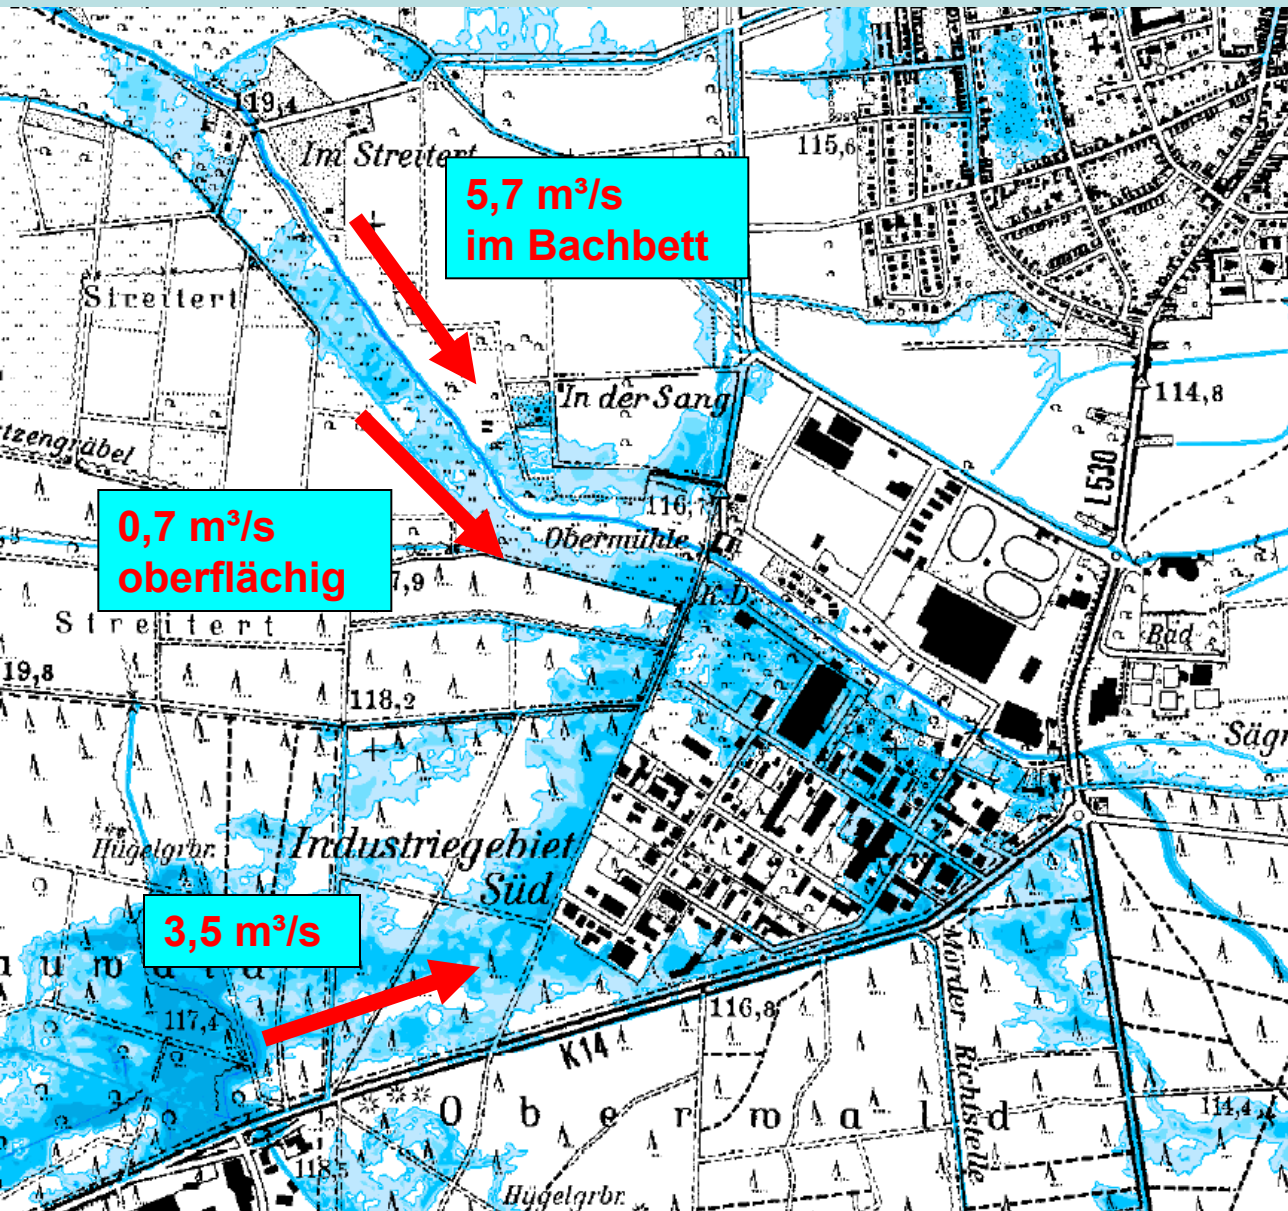 119,4
Im Streitert
115,6
5,7 m³/s
im Bachbett
Streitert
In der Sang
114,8
L530
116,
0,7 m³/s
oberflächig
Obermühle
7,9
Streitert
Bad
19,8
118,2
Hügelgrbr.
Industriegebiet
Süd
3,5 m³/s
117,4
116,8
K14
Mörder
Richtstelle
Oberwald
114,4
118,5
Hügelgrbr.